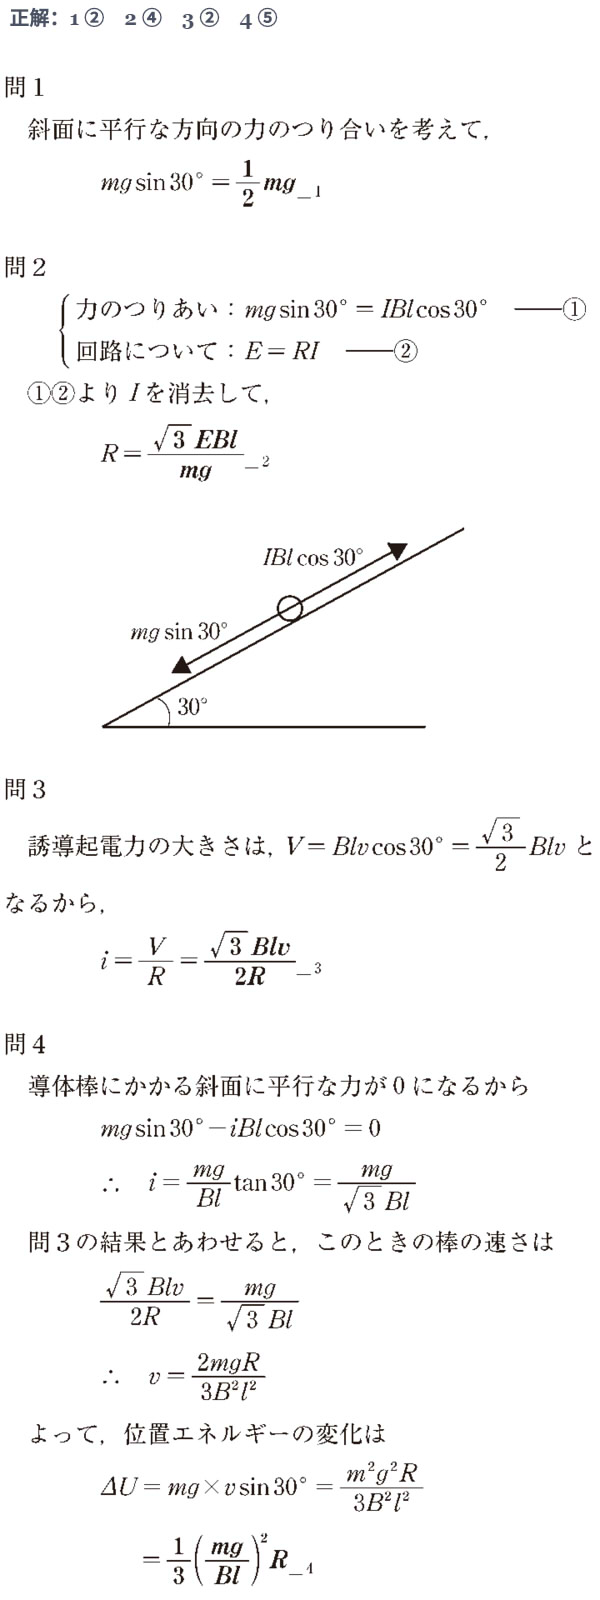 正解: 1 ② 2 ④ 3 ② 4 ⑤
問1
斜面に平行な方向の力のつり合いを考えて,
mg sin 30° = 1/2 mg _1
問2
力のつりあい：mg sin 30° = IBl cos 30° ――①
回路について：E = RI ――②
①②より I を消去して,
R = √3 EBl / mg _2
IBl cos 30°
mg sin 30°
30°
問3
誘導起電力の大きさは, V = Blv cos 30° = √3/2 Blv と
なるから,
i = V/R = √3 Blv / 2R _3
問4
導体棒にかかる斜面に平行な力が 0 になるから
mg sin 30° − iBl cos 30° = 0
∴ i = mg/Bl tan 30° = mg / √3 Bl
問3の結果とあわせると, このときの棒の速さは
√3 Blv / 2R = mg / √3 Bl
∴ v = 2mgR / 3B²l²
よって, 位置エネルギーの変化は
ΔU = mg × v sin 30° = m²g²R / 3B²l²
= 1/3 (mg/Bl)² R _4